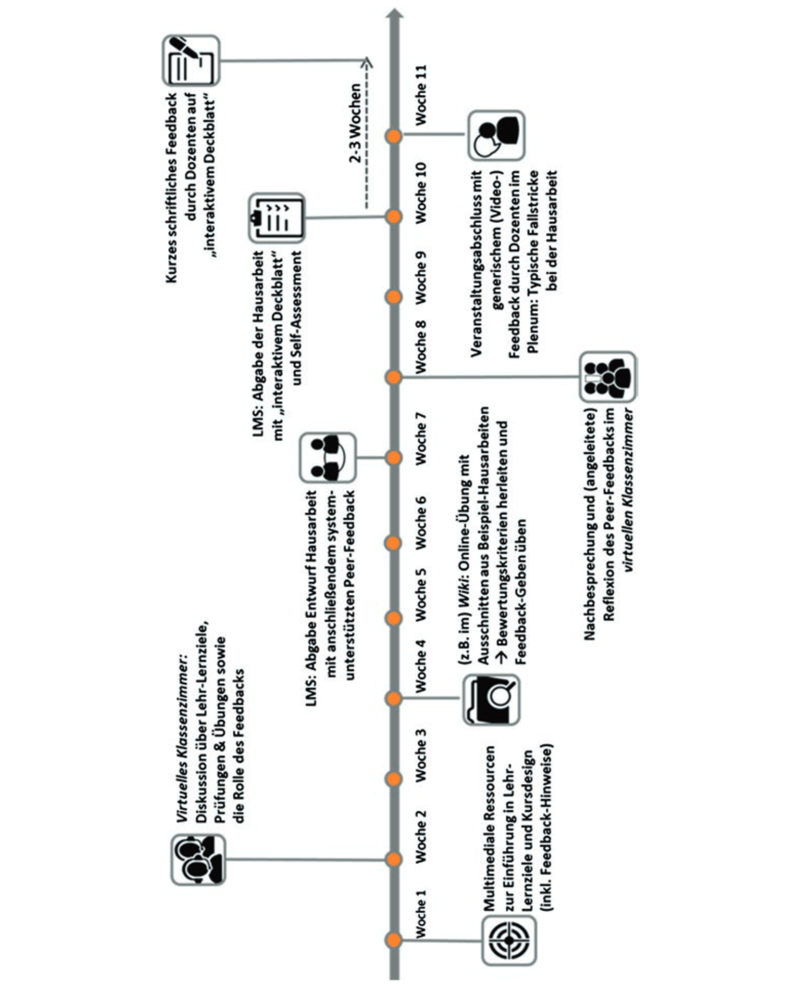 Kurzes schriftliches Feedback
durch Dozenten auf
„interaktivem Deckblatt“
LMS: Abgabe der Hausarbeit
mit „interaktivem Deckblatt“
und Self-Assessment
2-3 Wochen
LMS: Abgabe Entwurf Hausarbeit
mit anschließendem system-
unterstützten Peer-Feedback
Virtuelles Klassenzimmer:
Diskussion über Lehr-Lernziele,
Prüfungen & Übungen sowie
die Rolle des Feedbacks
Woche 1
Woche 2
Woche 3
Woche 4
Woche 5
Woche 6
Woche 7
Woche 8
Woche 9
Woche 10
Woche 11
Multimediale Ressourcen
zur Einführung in Lehr-
Lernziele und Kursdesign
(inkl. Feedback-Hinweise)
(z.B. im) Wiki: Online-Übung mit
Ausschnitten aus Beispiel-Hausarbeiten
→ Bewertungskriterien herleiten und
Feedback-Geben üben
Nachbesprechung und (angeleitete)
Reflexion des Peer-Feedbacks im
virtuellen Klassenzimmer
Veranstaltungsabschluss mit
generischem (Video-)
Feedback durch Dozenten im
Plenum: Typische Fallstricke
bei der Hausarbeit